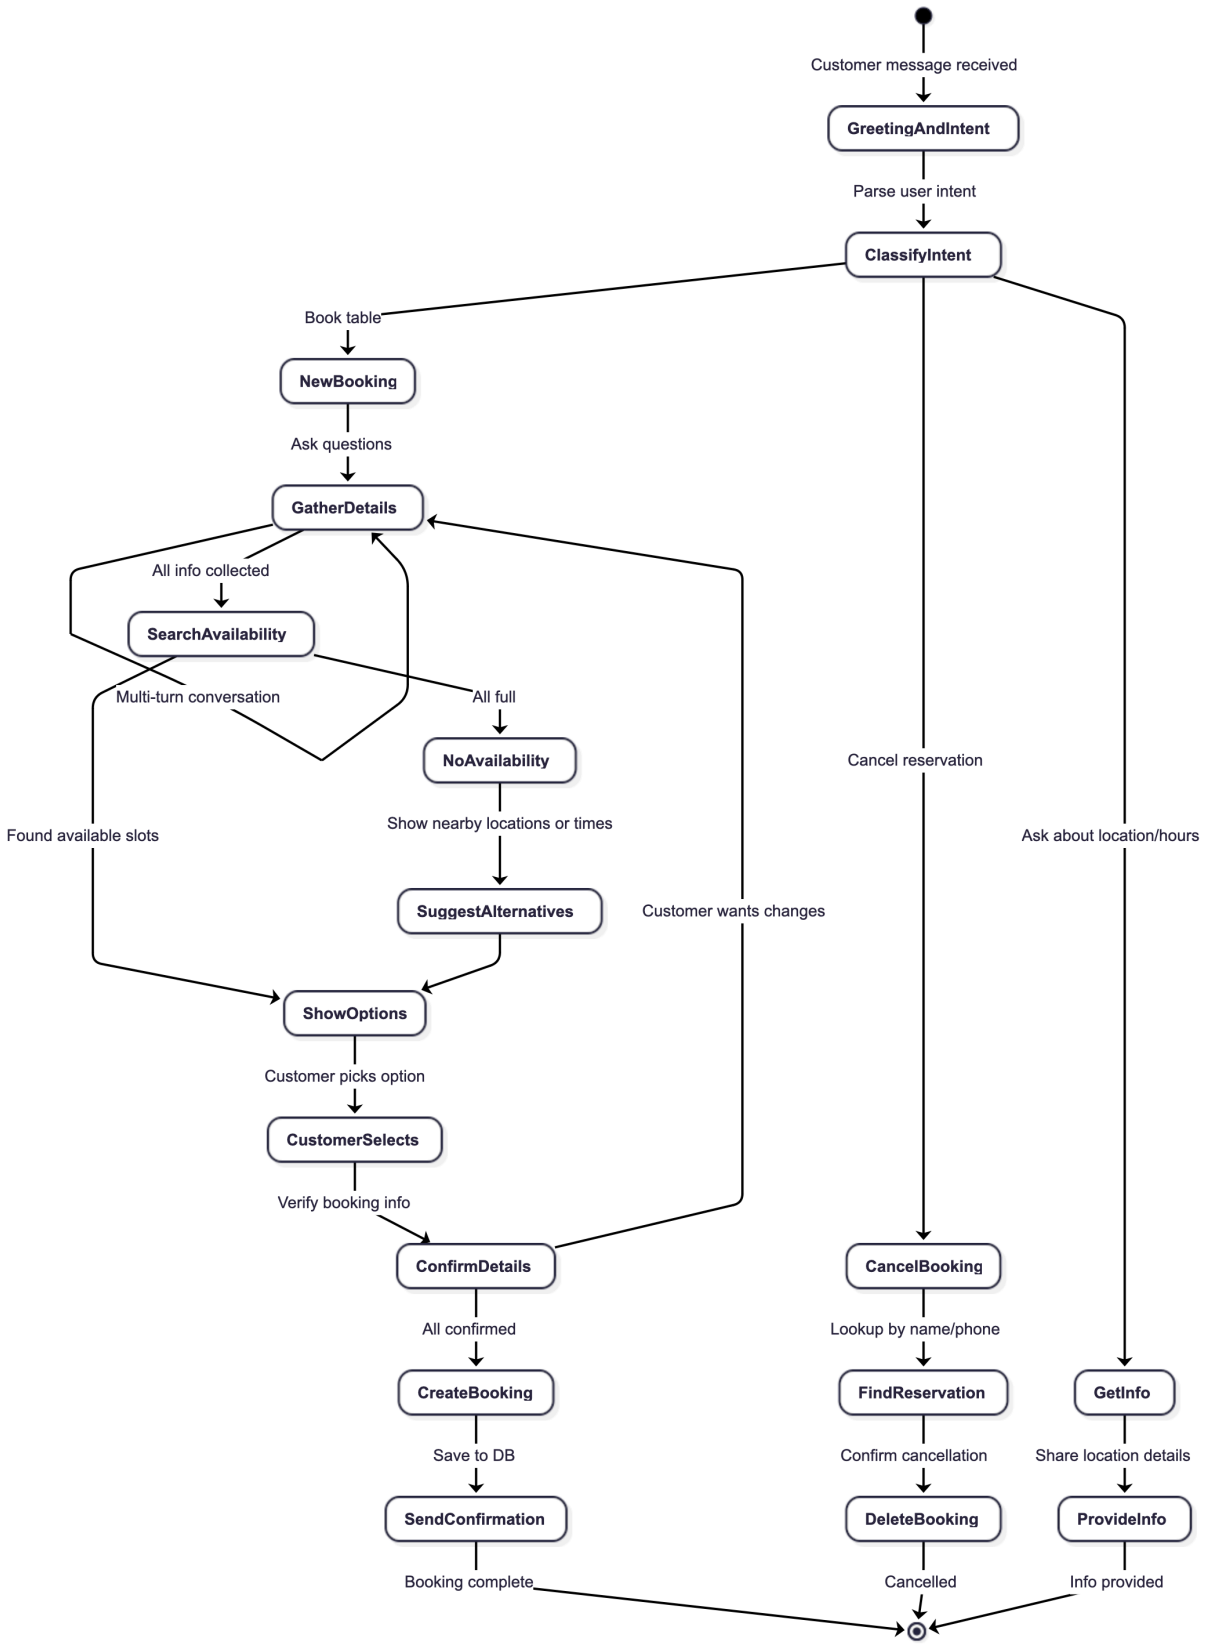 Customer message received
GreetingAndIntent
Parse user intent
ClassifyIntent
Book table
NewBooking
Ask questions
GatherDetails
All info collected
SearchAvailability
Multi-turn conversation
All full
NoAvailability
Cancel reservation
Show nearby locations or times
Found available slots
Ask about location/hours
SuggestAlternatives
Customer wants changes
ShowOptions
Customer picks option
CustomerSelects
Verify booking info
ConfirmDetails
CancelBooking
All confirmed
Lookup by name/phone
CreateBooking
FindReservation
GetInfo
Save to DB
Confirm cancellation
Share location details
SendConfirmation
DeleteBooking
ProvideInfo
Booking complete
Cancelled
Info provided